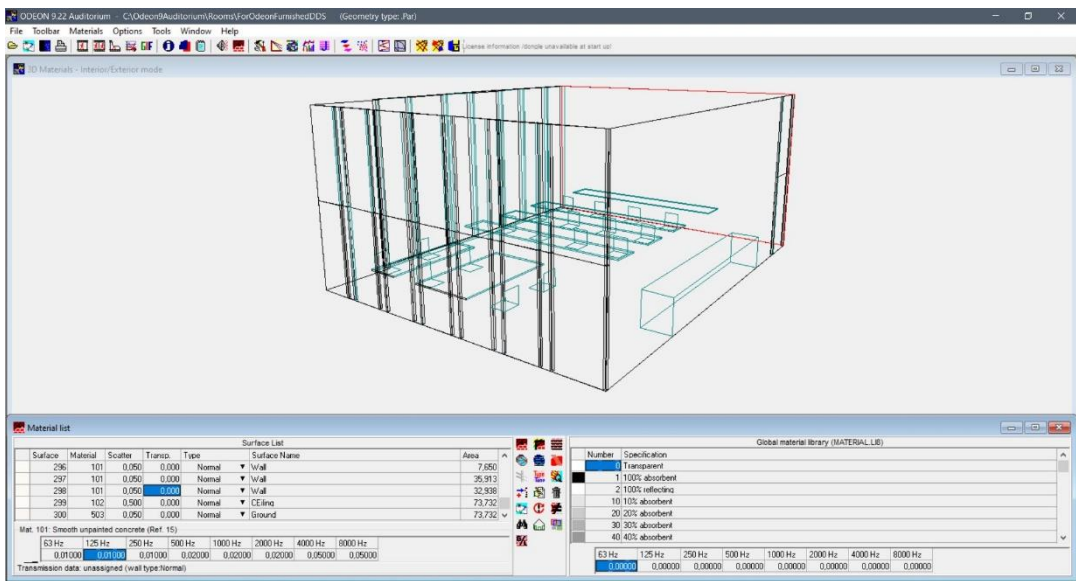 ODEON 9.22 Auditorium - C:\Odeon9Auditorium\Rooms\ForOdeonFurnishedDDS (Geometry type: .Par)
File Toolbar Materials Options Tools Window Help
License information /dongle unavailable at start up!
3D Materials - Interior/Exterior mode
Material list
Surface List
Surface Material Scatter Transp. Type Surface Name Area
296 101 0,050 0,000 Normal Wall 7,650
297 101 0,050 0,000 Normal Wall 35,913
298 101 0,050 0,000 Normal Wall 32,938
299 102 0,500 0,000 Normal CEiling 73,732
300 503 0,050 0,000 Normal Ground 73,732
Mat. 101: Smooth unpainted concrete (Ref. 15)
63 Hz 125 Hz 250 Hz 500 Hz 1000 Hz 2000 Hz 4000 Hz 8000 Hz
0.01000 0.01000 0,01000 0,02000 0,02000 0,02000 0,05000 0,05000
Transmission data: unassigned (wall type:Normal)
Global material library (MATERIAL.LIB)
Number Specification
0 Transparent
1 100% absorbent
2 100% reflecting
10 10% absorbent
20 20% absorbent
30 30% absorbent
40 40% absorbent
63 Hz 125 Hz 250 Hz 500 Hz 1000 Hz 2000 Hz 4000 Hz 8000 Hz
0,00000 0,00000 0,00000 0,00000 0,00000 0,00000 0,00000 0,00000